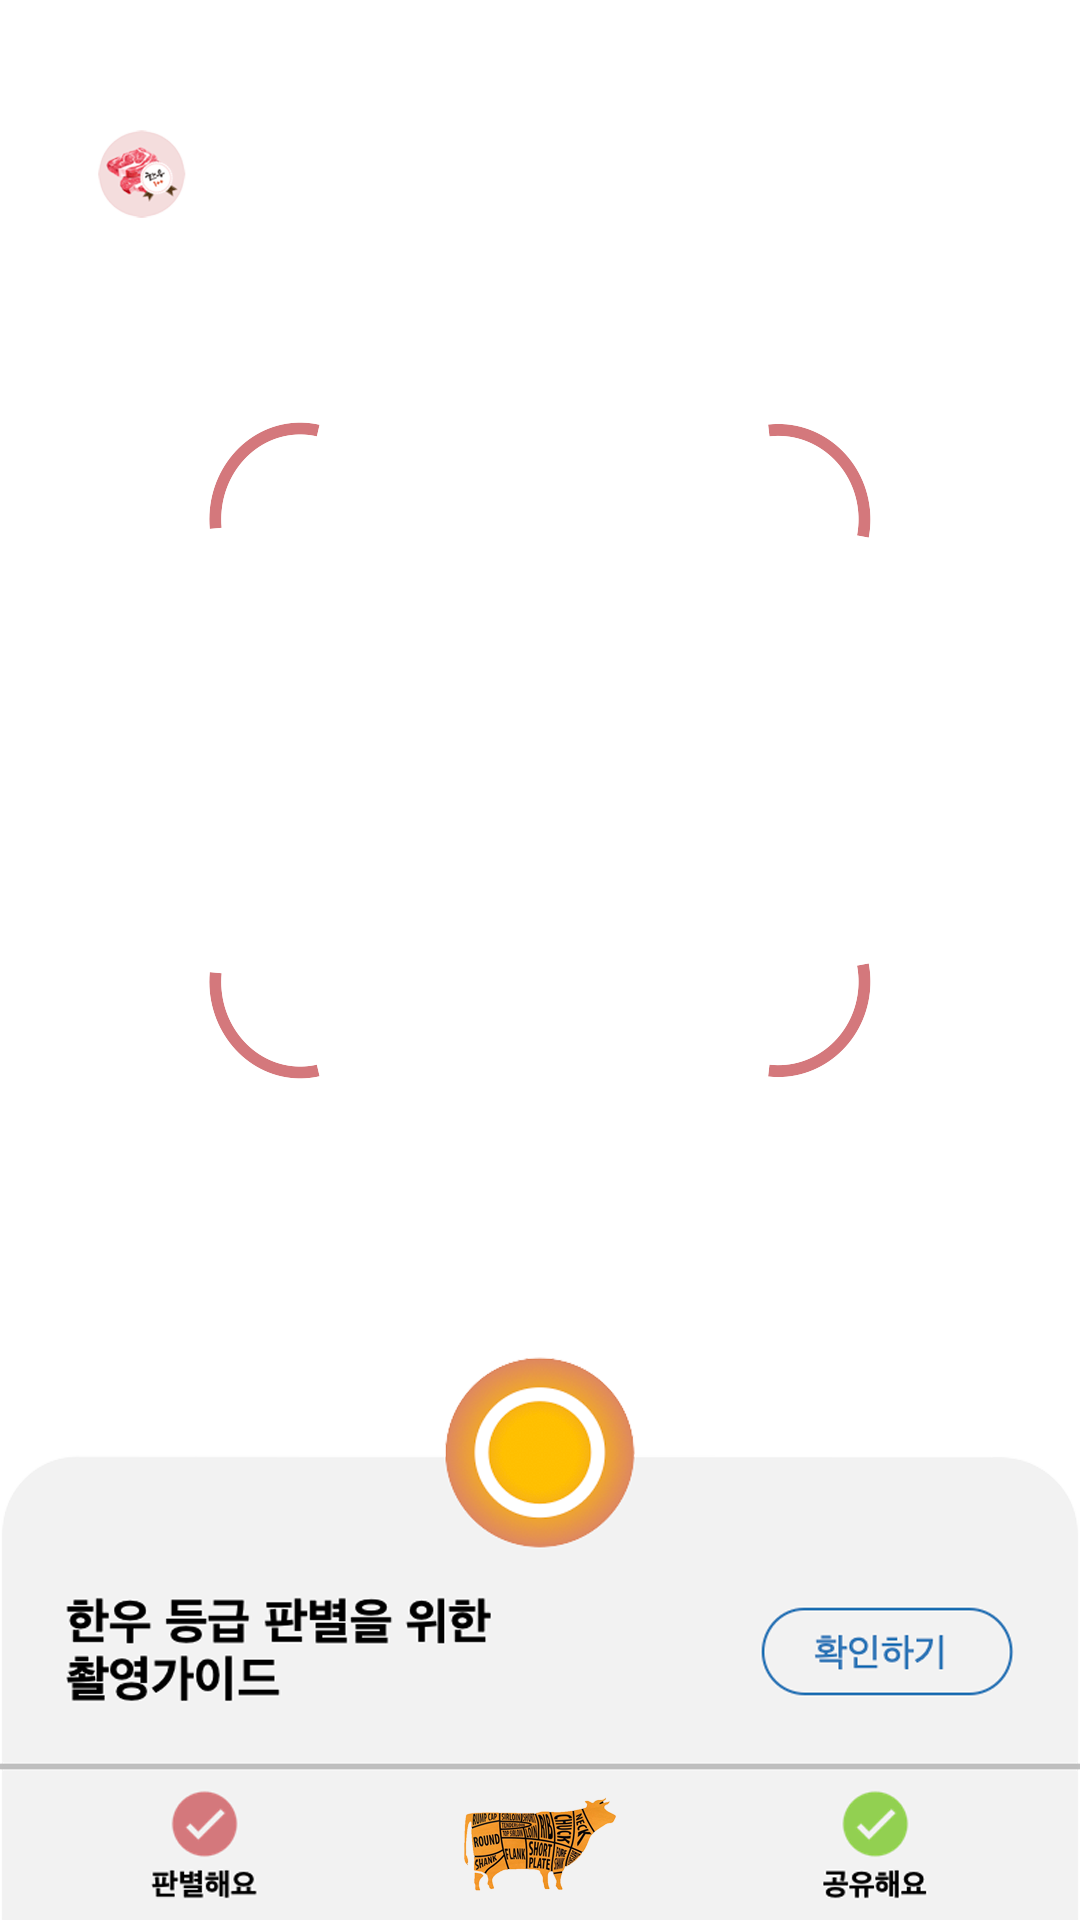 한우
한우 등급 판별을 위한
촬영가이드
확인하기
RUMP CAP
SIRLOIN
SHORT
LOIN
RIB
CHUCK
NECK
TOP SIRLOIN
ROUND
FLANK
SHORT
PLATE
SHANK
판별해요
공유해요